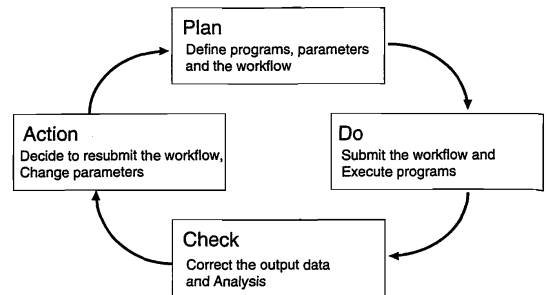 Plan
Define programs, parameters
and the workflow
Action
Decide to resubmit the workflow,
Change parameters
Do
Submit the workflow and
Execute programs
Check
Correct the output data
and Analysis